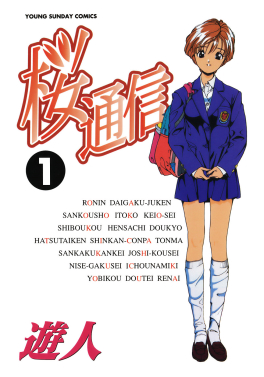 YOUNG SUNDAY COMICS
桜通信
1
RONIN DAIGAKU-JUKEN
SANKOUSHO ITOKO KEIO-SEI
SHIBOUKOU HENSACHI DOUKYO
HATSUTAIKEN SHINKAN-CONPA TONMA
SANKAKUKANKEI JOSHI-KOUSEI
NISE-GAKUSEI ICHOUNAMIKI
YOBIKOU DOUTEI RENAI
遊人